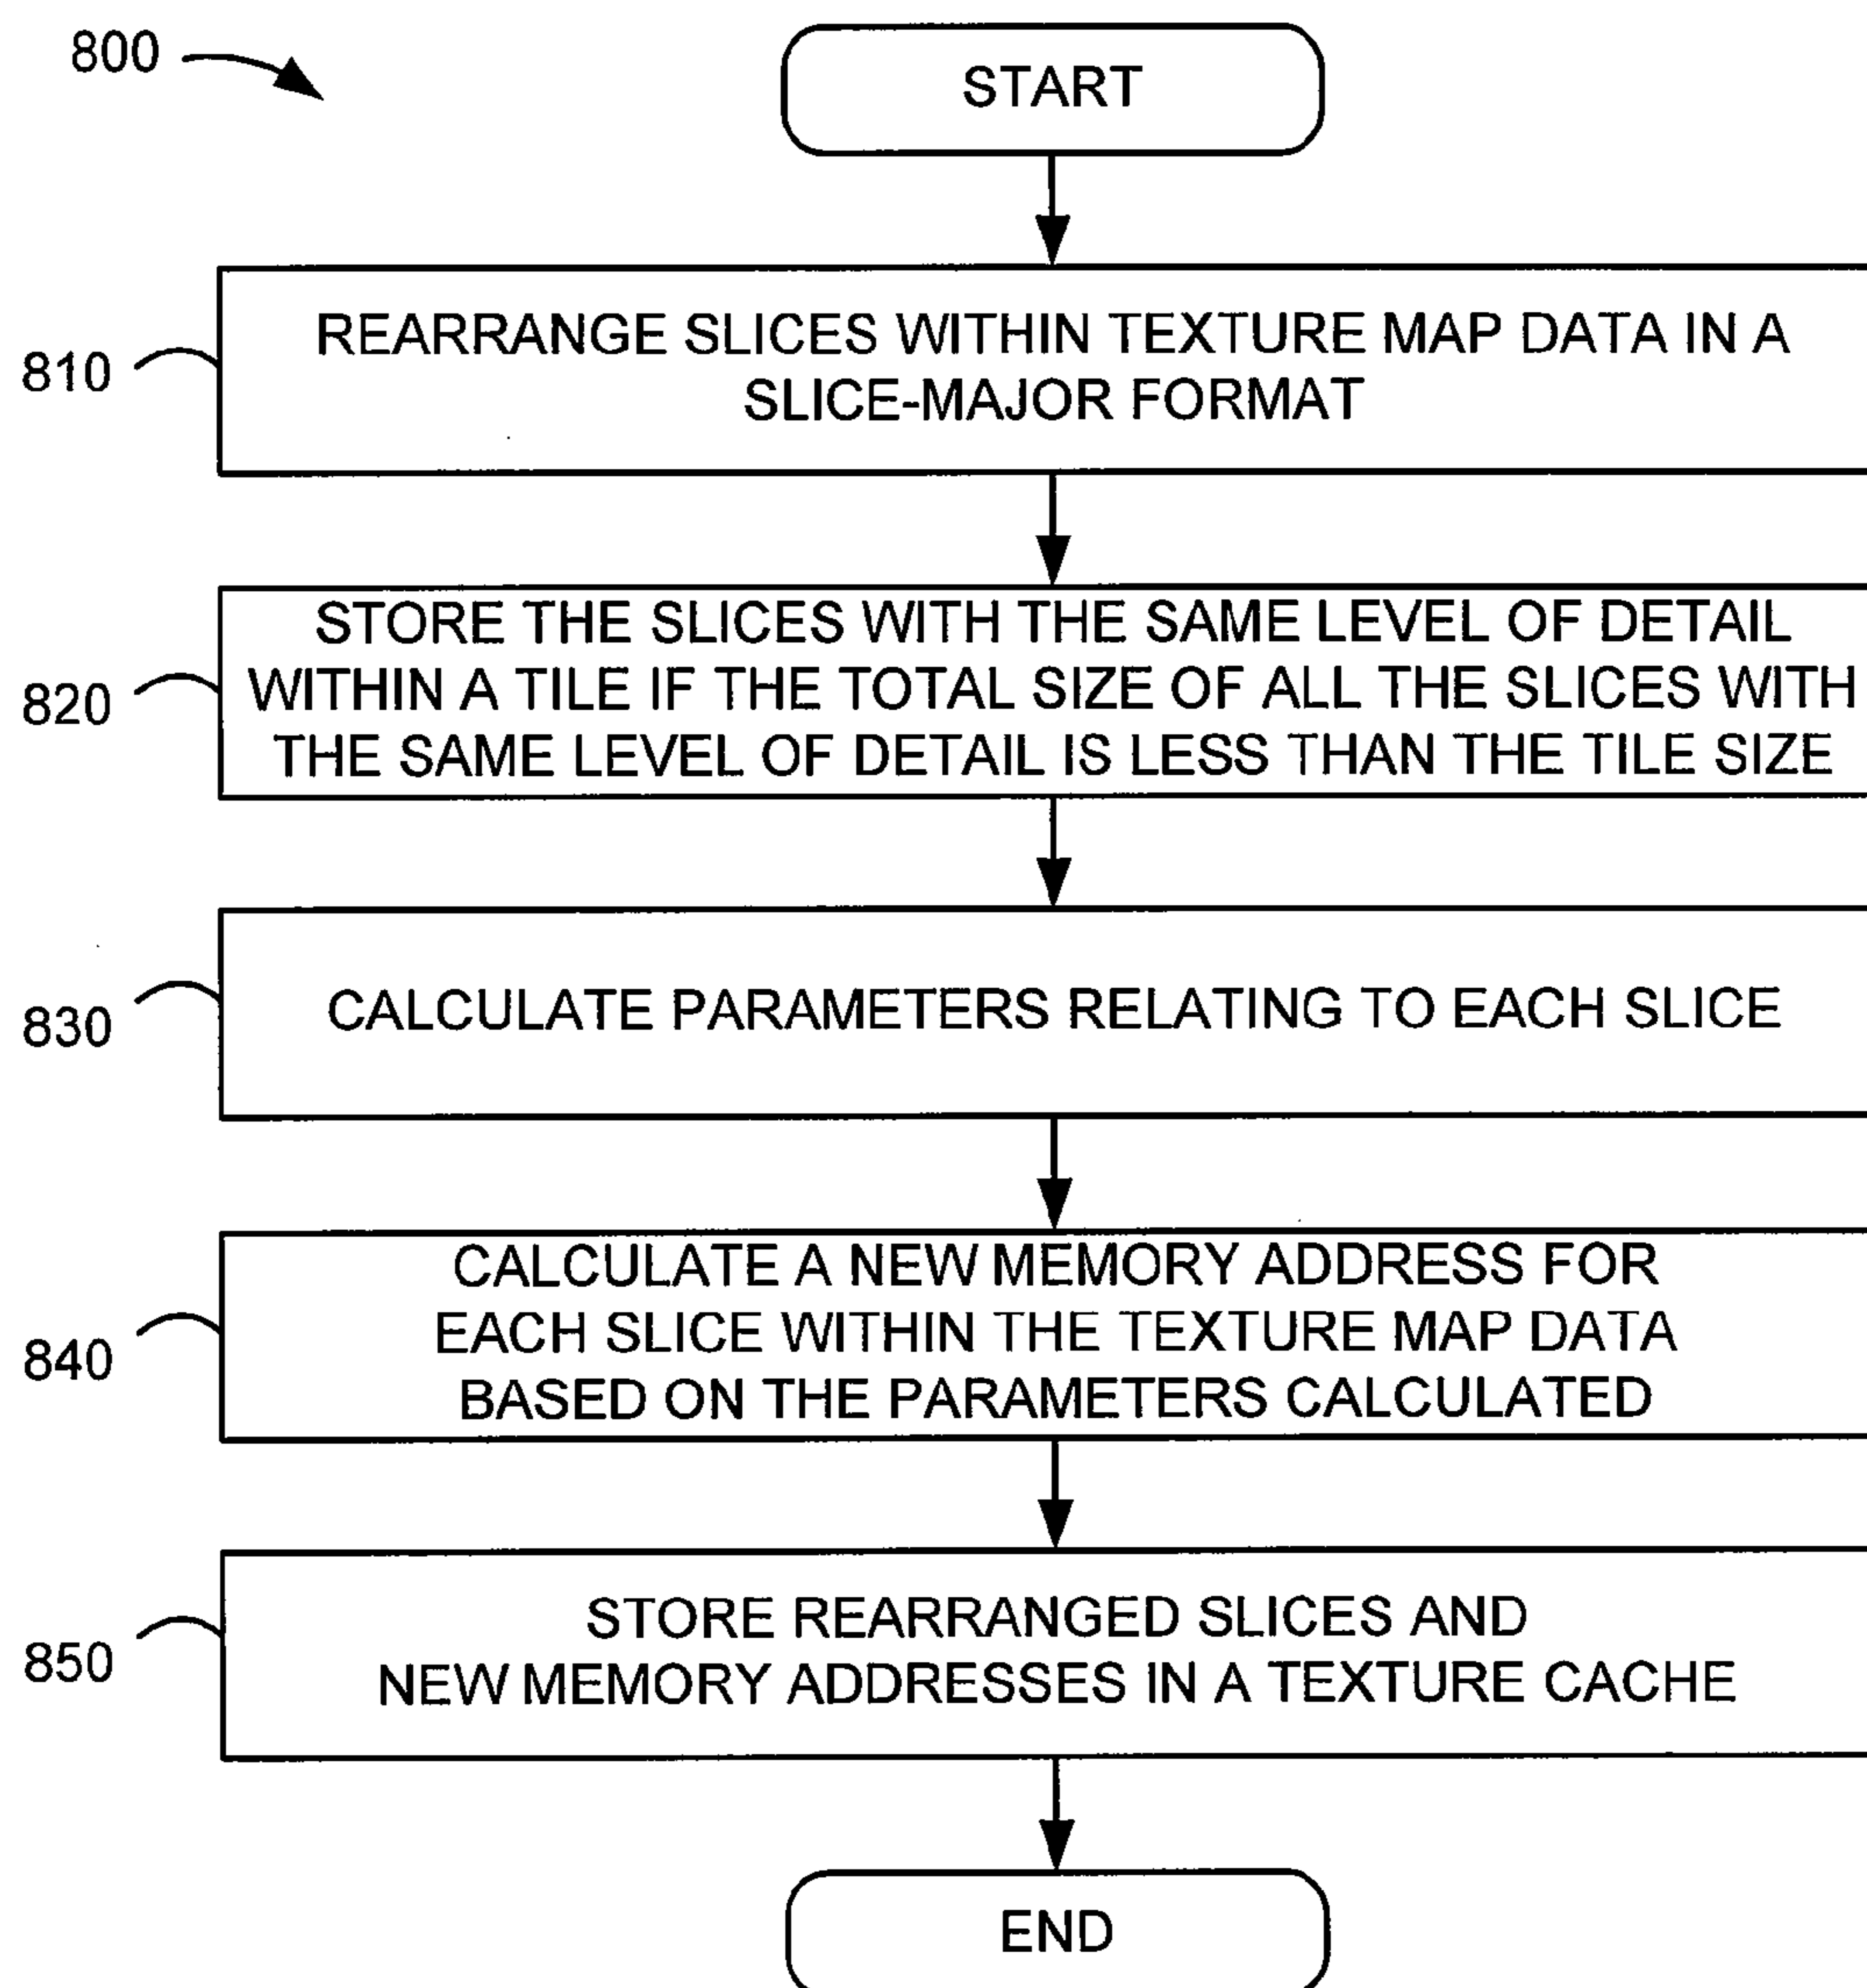 800
START
810
REARRANGE SLICES WITHIN TEXTURE MAP DATA IN A
SLICE-MAJOR FORMAT
820
STORE THE SLICES WITH THE SAME LEVEL OF DETAIL
WITHIN A TILE IF THE TOTAL SIZE OF ALL THE SLICES WITH
THE SAME LEVEL OF DETAIL IS LESS THAN THE TILE SIZE
830
CALCULATE PARAMETERS RELATING TO EACH SLICE
840
CALCULATE A NEW MEMORY ADDRESS FOR
EACH SLICE WITHIN THE TEXTURE MAP DATA
BASED ON THE PARAMETERS CALCULATED
850
STORE REARRANGED SLICES AND
NEW MEMORY ADDRESSES IN A TEXTURE CACHE
END